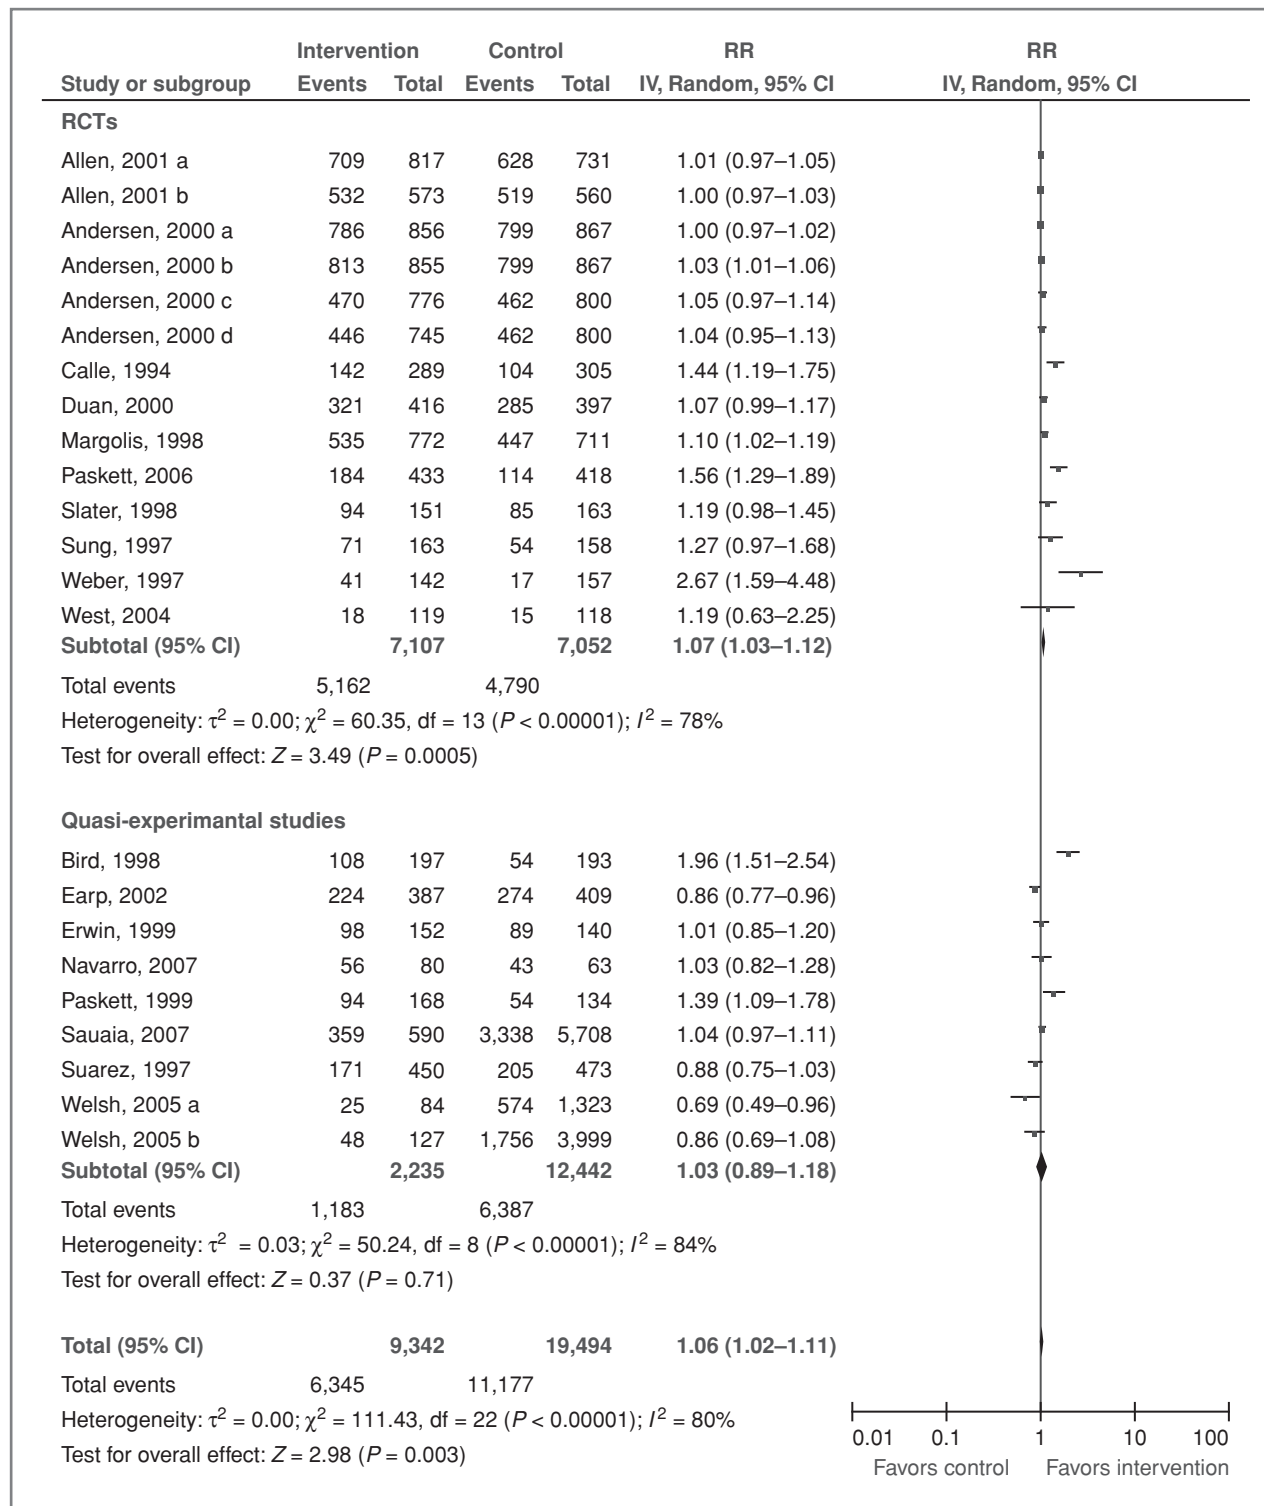 Intervention Control RR RR
Study or subgroup Events Total Events Total IV, Random, 95% CI IV, Random, 95% CI
RCTs
Allen, 2001 a 709 817 628 731 1.01 (0.97–1.05)
Allen, 2001 b 532 573 519 560 1.00 (0.97–1.03)
Andersen, 2000 a 786 856 799 867 1.00 (0.97–1.02)
Andersen, 2000 b 813 855 799 867 1.03 (1.01–1.06)
Andersen, 2000 c 470 776 462 800 1.05 (0.97–1.14)
Andersen, 2000 d 446 745 462 800 1.04 (0.95–1.13)
Calle, 1994 142 289 104 305 1.44 (1.19–1.75)
Duan, 2000 321 416 285 397 1.07 (0.99–1.17)
Margolis, 1998 535 772 447 711 1.10 (1.02–1.19)
Paskett, 2006 184 433 114 418 1.56 (1.29–1.89)
Slater, 1998 94 151 85 163 1.19 (0.98–1.45)
Sung, 1997 71 163 54 158 1.27 (0.97–1.68)
Weber, 1997 41 142 17 157 2.67 (1.59–4.48)
West, 2004 18 119 15 118 1.19 (0.63–2.25)
Subtotal (95% CI) 7,107 7,052 1.07 (1.03–1.12)
Total events 5,162 4,790
Heterogeneity: τ² = 0.00; χ² = 60.35, df = 13 (P < 0.00001); I² = 78%
Test for overall effect: Z = 3.49 (P = 0.0005)
Quasi-experimantal studies
Bird, 1998 108 197 54 193 1.96 (1.51–2.54)
Earp, 2002 224 387 274 409 0.86 (0.77–0.96)
Erwin, 1999 98 152 89 140 1.01 (0.85–1.20)
Navarro, 2007 56 80 43 63 1.03 (0.82–1.28)
Paskett, 1999 94 168 54 134 1.39 (1.09–1.78)
Sauaia, 2007 359 590 3,338 5,708 1.04 (0.97–1.11)
Suarez, 1997 171 450 205 473 0.88 (0.75–1.03)
Welsh, 2005 a 25 84 574 1,323 0.69 (0.49–0.96)
Welsh, 2005 b 48 127 1,756 3,999 0.86 (0.69–1.08)
Subtotal (95% CI) 2,235 12,442 1.03 (0.89–1.18)
Total events 1,183 6,387
Heterogeneity: τ² = 0.03; χ² = 50.24, df = 8 (P < 0.00001); I² = 84%
Test for overall effect: Z = 0.37 (P = 0.71)
Total (95% CI) 9,342 19,494 1.06 (1.02–1.11)
Total events 6,345 11,177
Heterogeneity: τ² = 0.00; χ² = 111.43, df = 22 (P < 0.00001); I² = 80%
Test for overall effect: Z = 2.98 (P = 0.003)
0.01 0.1 1 10 100
Favors control Favors intervention